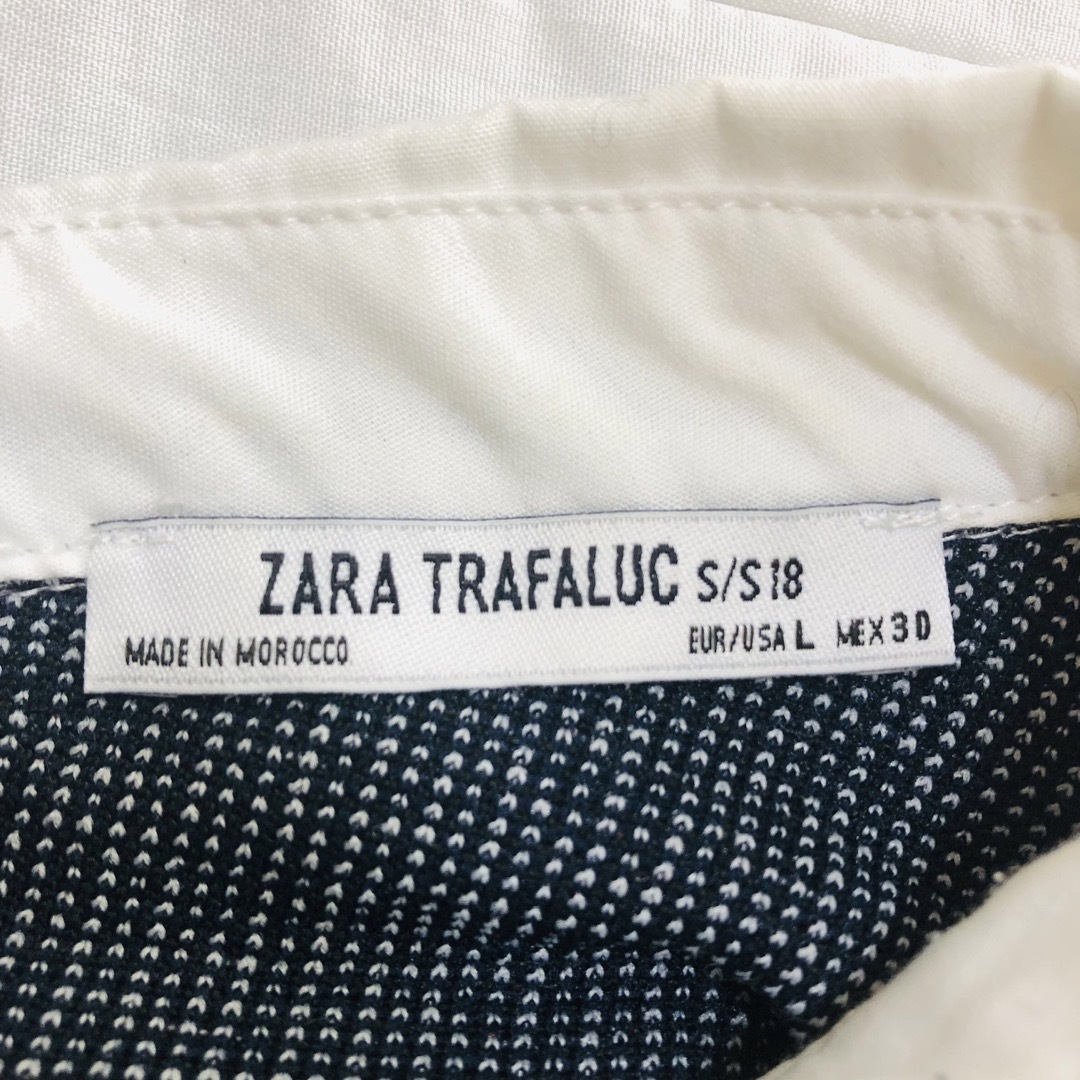 ZARA TRAFALUC S/S18
MADE IN MOROCCO EUR/USA L MEX 30